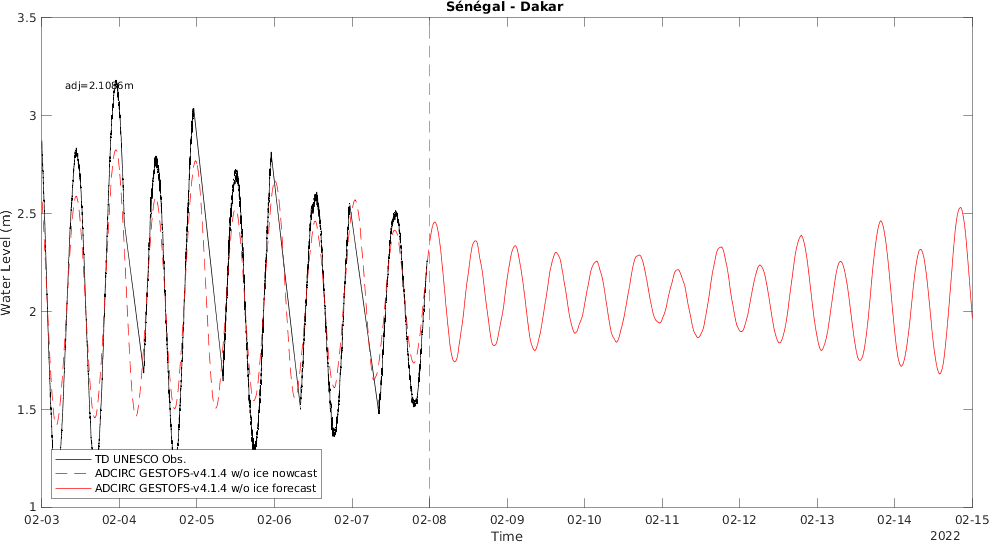 Sénégal - Dakar
3.5
3
2.5
2
1.5
1
Water Level (m)
adj=2.1086m
TD UNESCO Obs.
ADCIRC GESTOFS-v4.1.4 w/o ice nowcast
ADCIRC GESTOFS-v4.1.4 w/o ice forecast
02-03 02-04 02-05 02-06 02-07 02-08 02-09 02-10 02-11 02-12 02-13 02-14 02-15
Time
2022